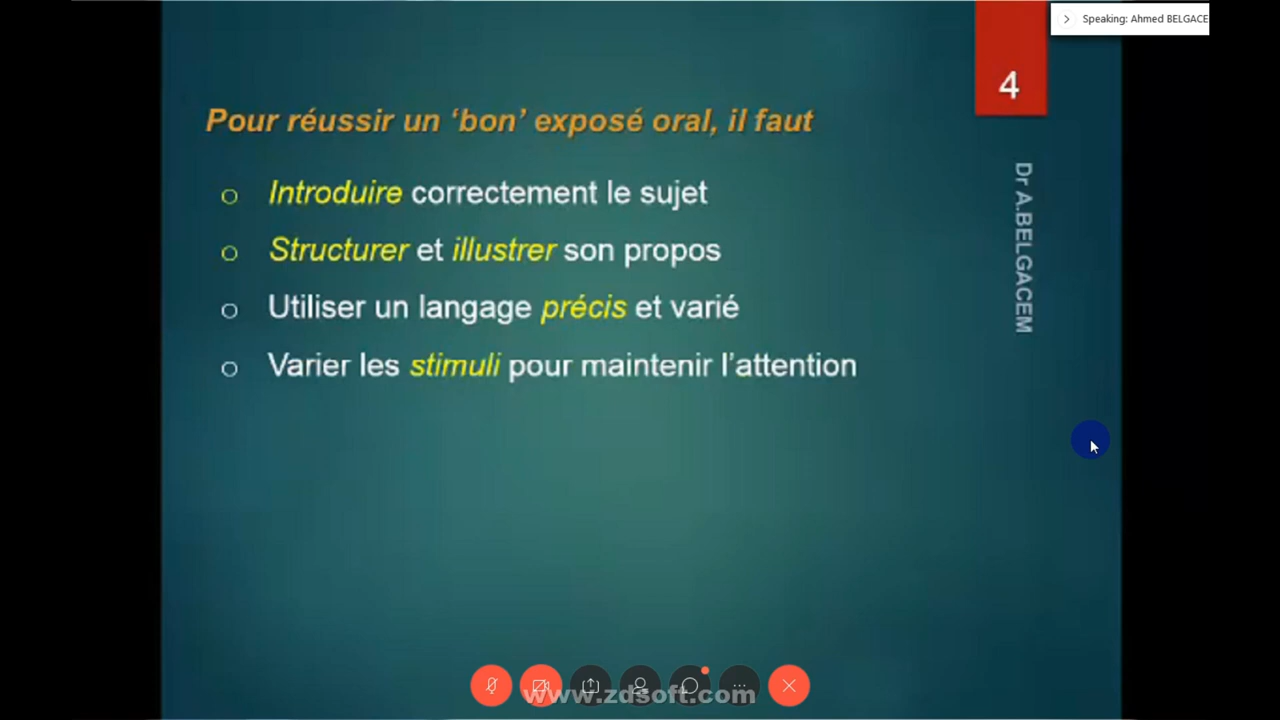 Speaking: Ahmed BELGACE
4
Pour réussir un ‘bon’ exposé oral, il faut
o Introduire correctement le sujet
o Structurer et illustrer son propos
o Utiliser un langage précis et varié
o Varier les stimuli pour maintenir l’attention
Dr A.BELGACEM
www.zdsoft.com